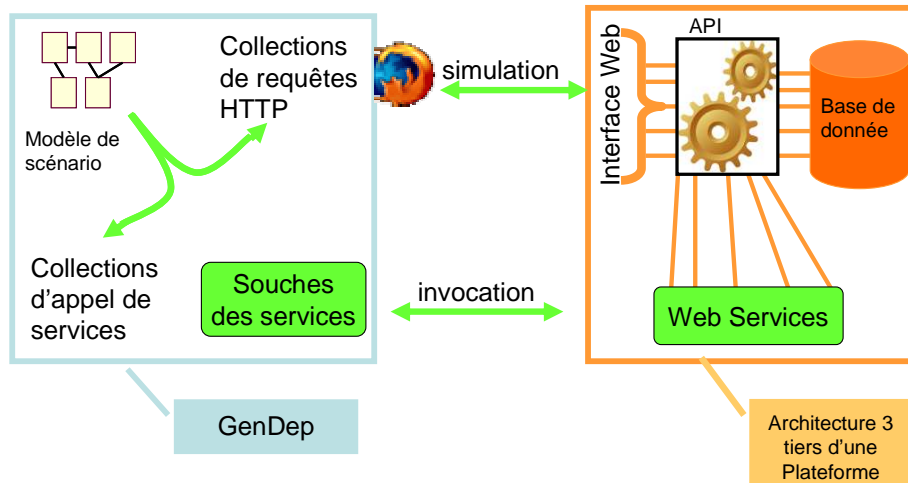 Collections
de requêtes
HTTP
Modèle de
scénario
Collections
d'appel de
services
Souches
des services
simulation
invocation
Interface Web
API
Base de
donnée
Web Services
GenDep
Architecture 3
tiers d'une
Plateforme